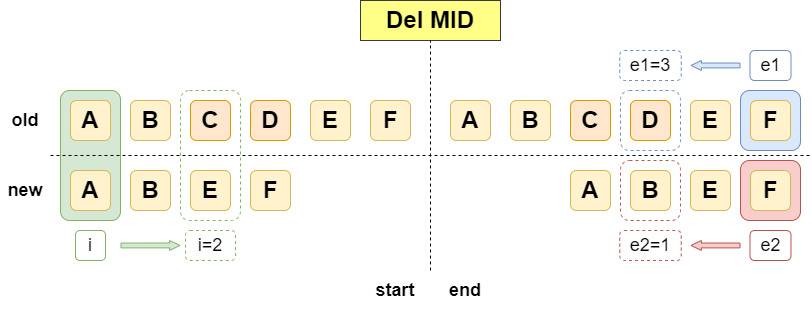 Del MID
e1=3 e1
old A B C D E F A B C D E F
new A B E F A B E F
i i=2 e2=1 e2
start end